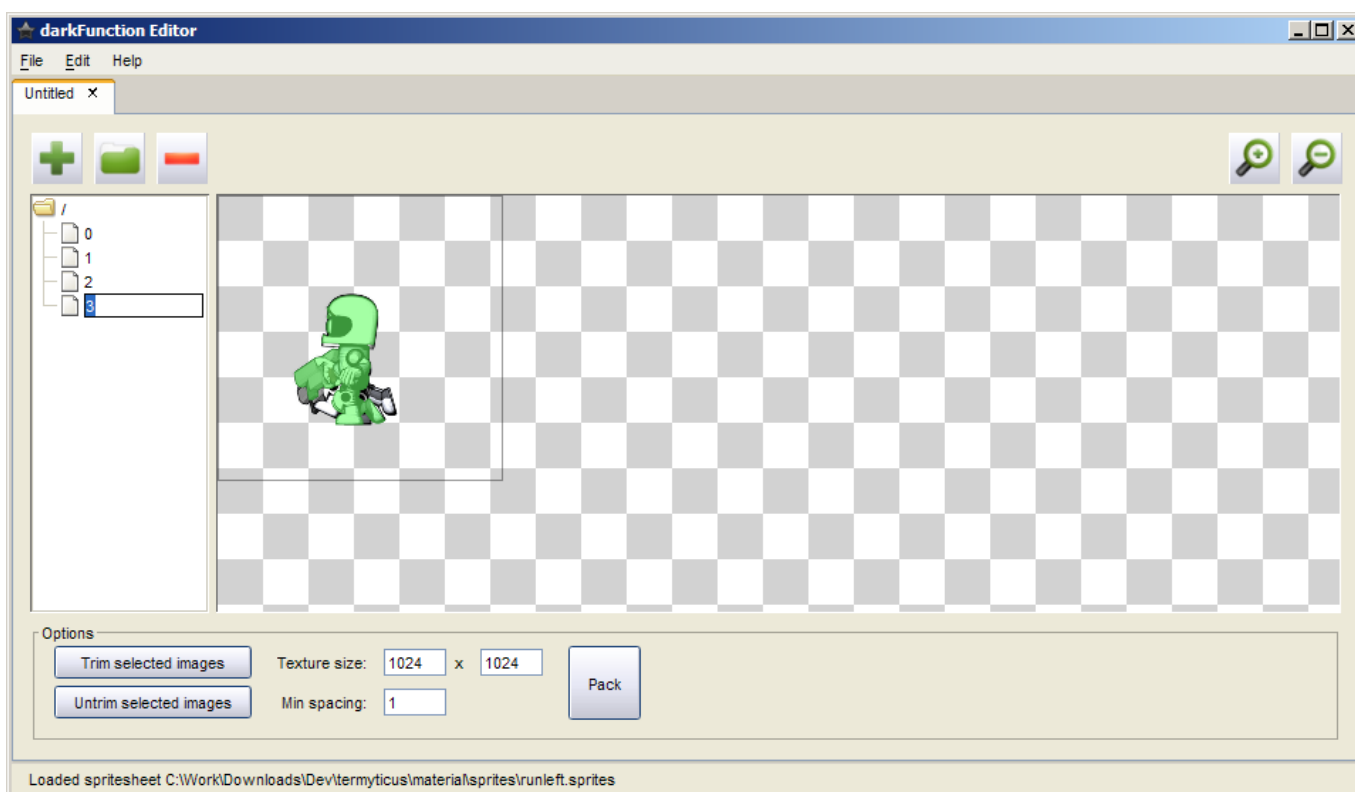 darkFunction Editor
File Edit Help
Untitled
/
0
1
2
3
Options
Trim selected images Texture size: 1024 x 1024 Pack
Untrim selected images Min spacing: 1
Loaded spritesheet C:\Work\Downloads\Dev\termyticus\material\sprites\runleft.sprites